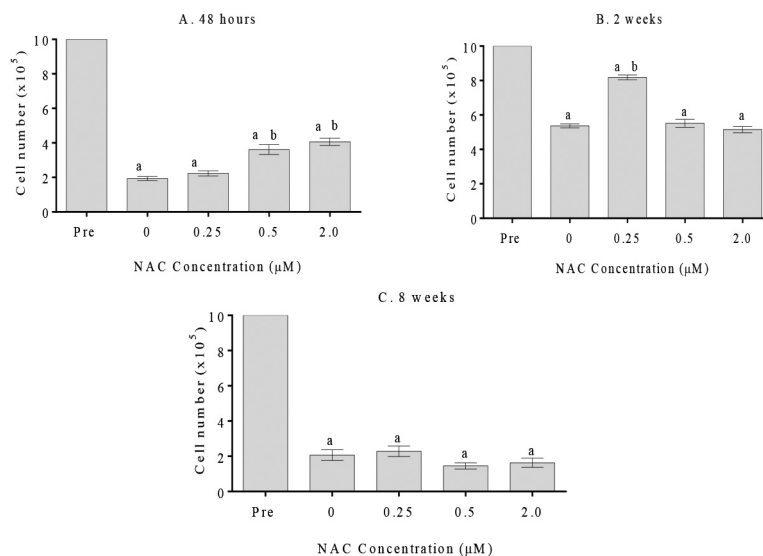 A. 48 hours
Cell number (x10⁵)
10
8
6
4
2
0
a
a
a b
a b
Pre 0 0.25 0.5 2.0
NAC Concentration (µM)
B. 2 weeks
Cell number (x10⁵)
10
8
6
4
2
0
a
a b
a
a
Pre 0 0.25 0.5 2.0
NAC Concentration (µM)
C. 8 weeks
Cell number (x10⁵)
10
8
6
4
2
0
a
a
a
a
Pre 0 0.25 0.5 2.0
NAC Concentration (µM)